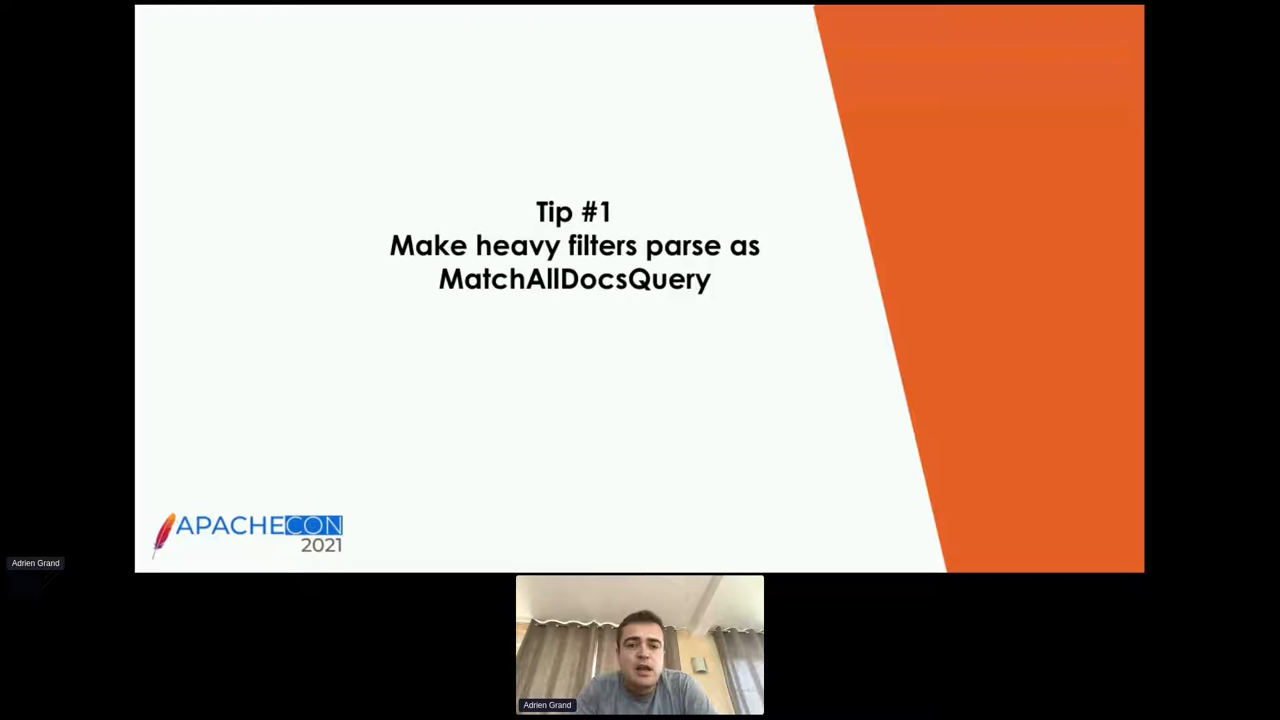 Tip #1
Make heavy filters parse as
MatchAllDocsQuery
APACHECON
2021
Adrien Grand
Adrien Grand